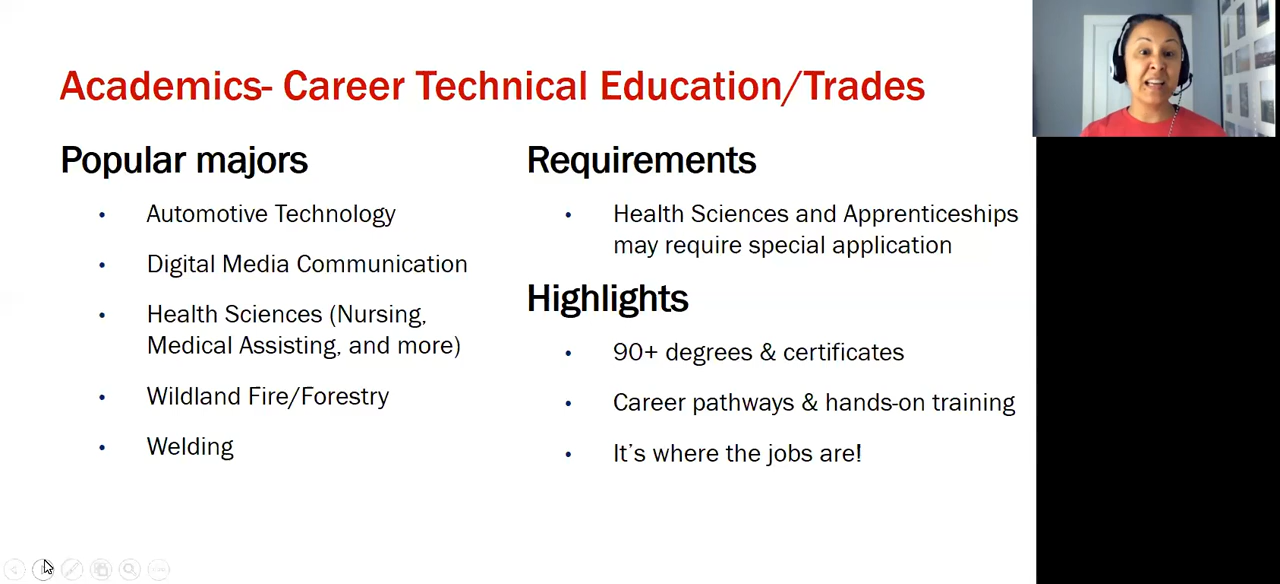 Academics- Career Technical Education/Trades
Popular majors
• Automotive Technology
• Digital Media Communication
• Health Sciences (Nursing,
Medical Assisting, and more)
• Wildland Fire/Forestry
• Welding
Requirements
• Health Sciences and Apprenticeships
may require special application
Highlights
• 90+ degrees & certificates
• Career pathways & hands-on training
• It's where the jobs are!